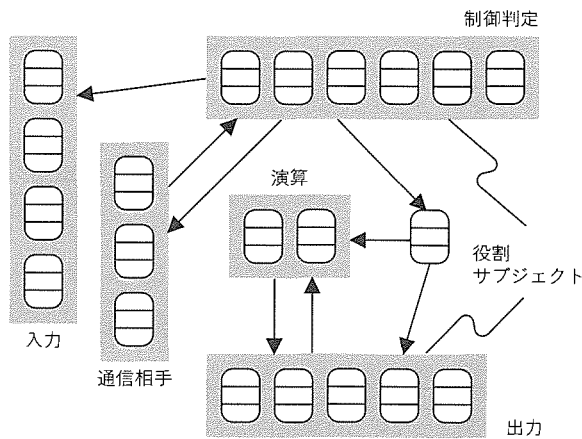 制御判定
演算
役割
サブジェクト
入力
通信相手
出力